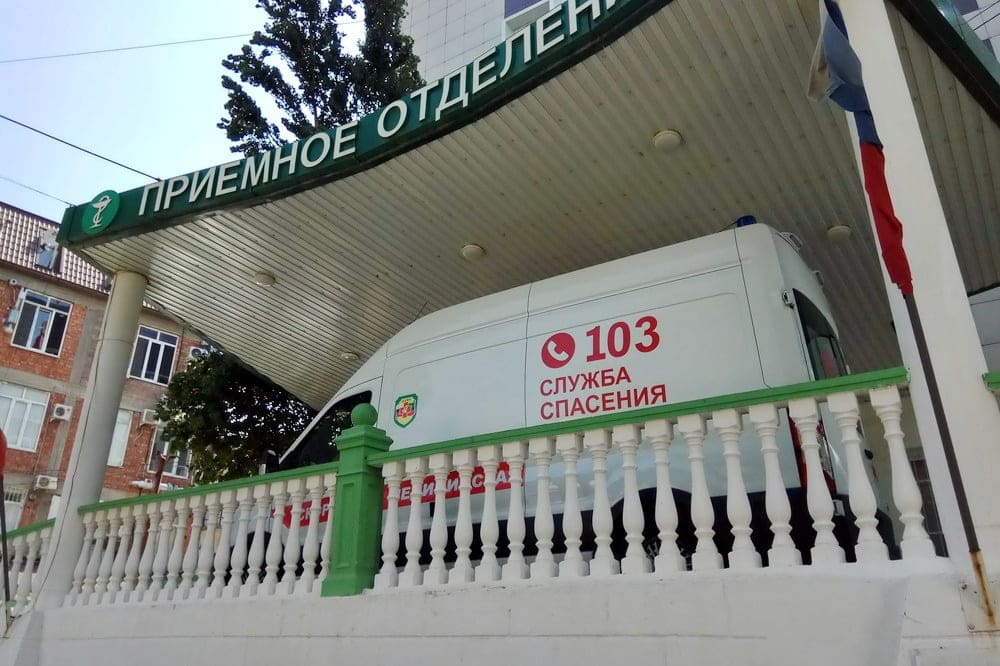 ПРИЕМНОЕ ОТДЕЛЕНИ
103
СЛУЖБА
СПАСЕНИЯ